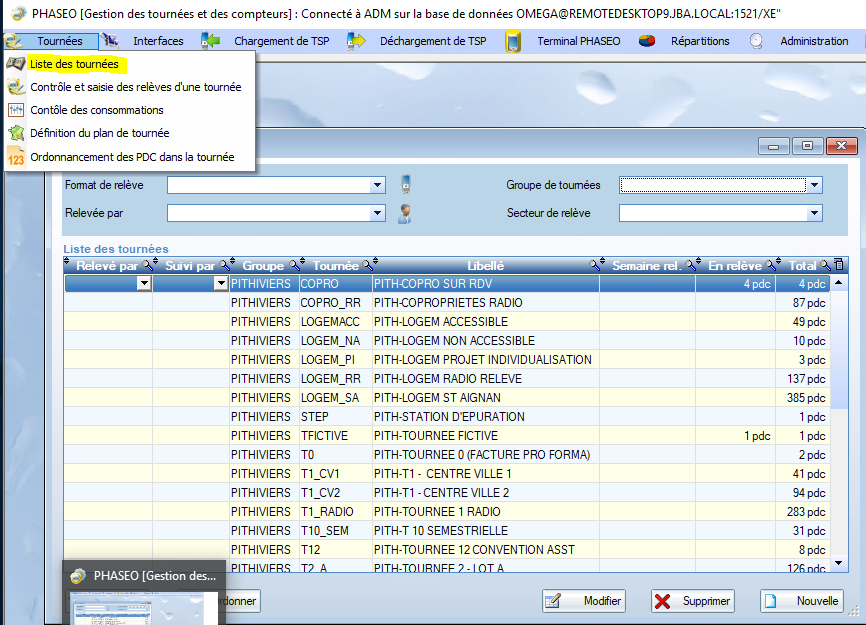 PHASEO [Gestion des tournées et des compteurs] : Connecté à ADM sur la base de données OMEGA@REMOTEDESKTOP9.JBA.LOCAL:1521/XE"
Tournées Interfaces Chargement de TSP Déchargement de TSP Terminal PHASEO Répartitions Administration
Liste des tournées
Contrôle et saisie des relèves d'une tournée
Contôle des consommations
Définition du plan de tournée
123 Ordonnancement des PDC dans la tournée
Format de relève Groupe de tournées
Relevée par Secteur de relève
Liste des tournées
Relevé par Suivi par Groupe Tournée Libellé Semaine rel. En relève Total
PITHIVIERS COPRO PITH-COPRO SUR RDV 4 pdc 4 pdc
PITHIVIERS COPRO_RR PITH-COPROPRIETES RADIO 87 pdc
PITHIVIERS LOGEMACC PITH-LOGEM ACCESSIBLE 49 pdc
PITHIVIERS LOGEM_NA PITH-LOGEM NON ACCESSIBLE 10 pdc
PITHIVIERS LOGEM_PI PITH-LOGEM PROJET INDIVIDUALISATION 3 pdc
PITHIVIERS LOGEM_RR PITH-LOGEM RADIO RELEVE 137 pdc
PITHIVIERS LOGEM_SA PITH-LOGEM ST AIGNAN 385 pdc
PITHIVIERS STEP PITH-STATION D'EPURATION 1 pdc
PITHIVIERS TFICTIVE PITH-TOURNEE FICTIVE 1 pdc 1 pdc
PITHIVIERS T0 PITH-TOURNEE 0 (FACTURE PRO FORMA) 2 pdc
PITHIVIERS T1_CV1 PITH-T1 - CENTRE VILLE 1 41 pdc
PITHIVIERS T1_CV2 PITH-T1 - CENTRE VILLE 2 94 pdc
PITHIVIERS T1_RADIO PITH-TOURNEE 1 RADIO 283 pdc
PITHIVIERS T10_SEM PITH-T 10 SEMESTRIELLE 31 pdc
PITHIVIERS T12 PITH-TOURNEE 12 CONVENTION ASST 8 pdc
PITHIVIERS T2_A PITH-TOURNEE 2 - LOT A 126 pdc
PHASEO [Gestion des...
rdonner Modifier Supprimer Nouvelle